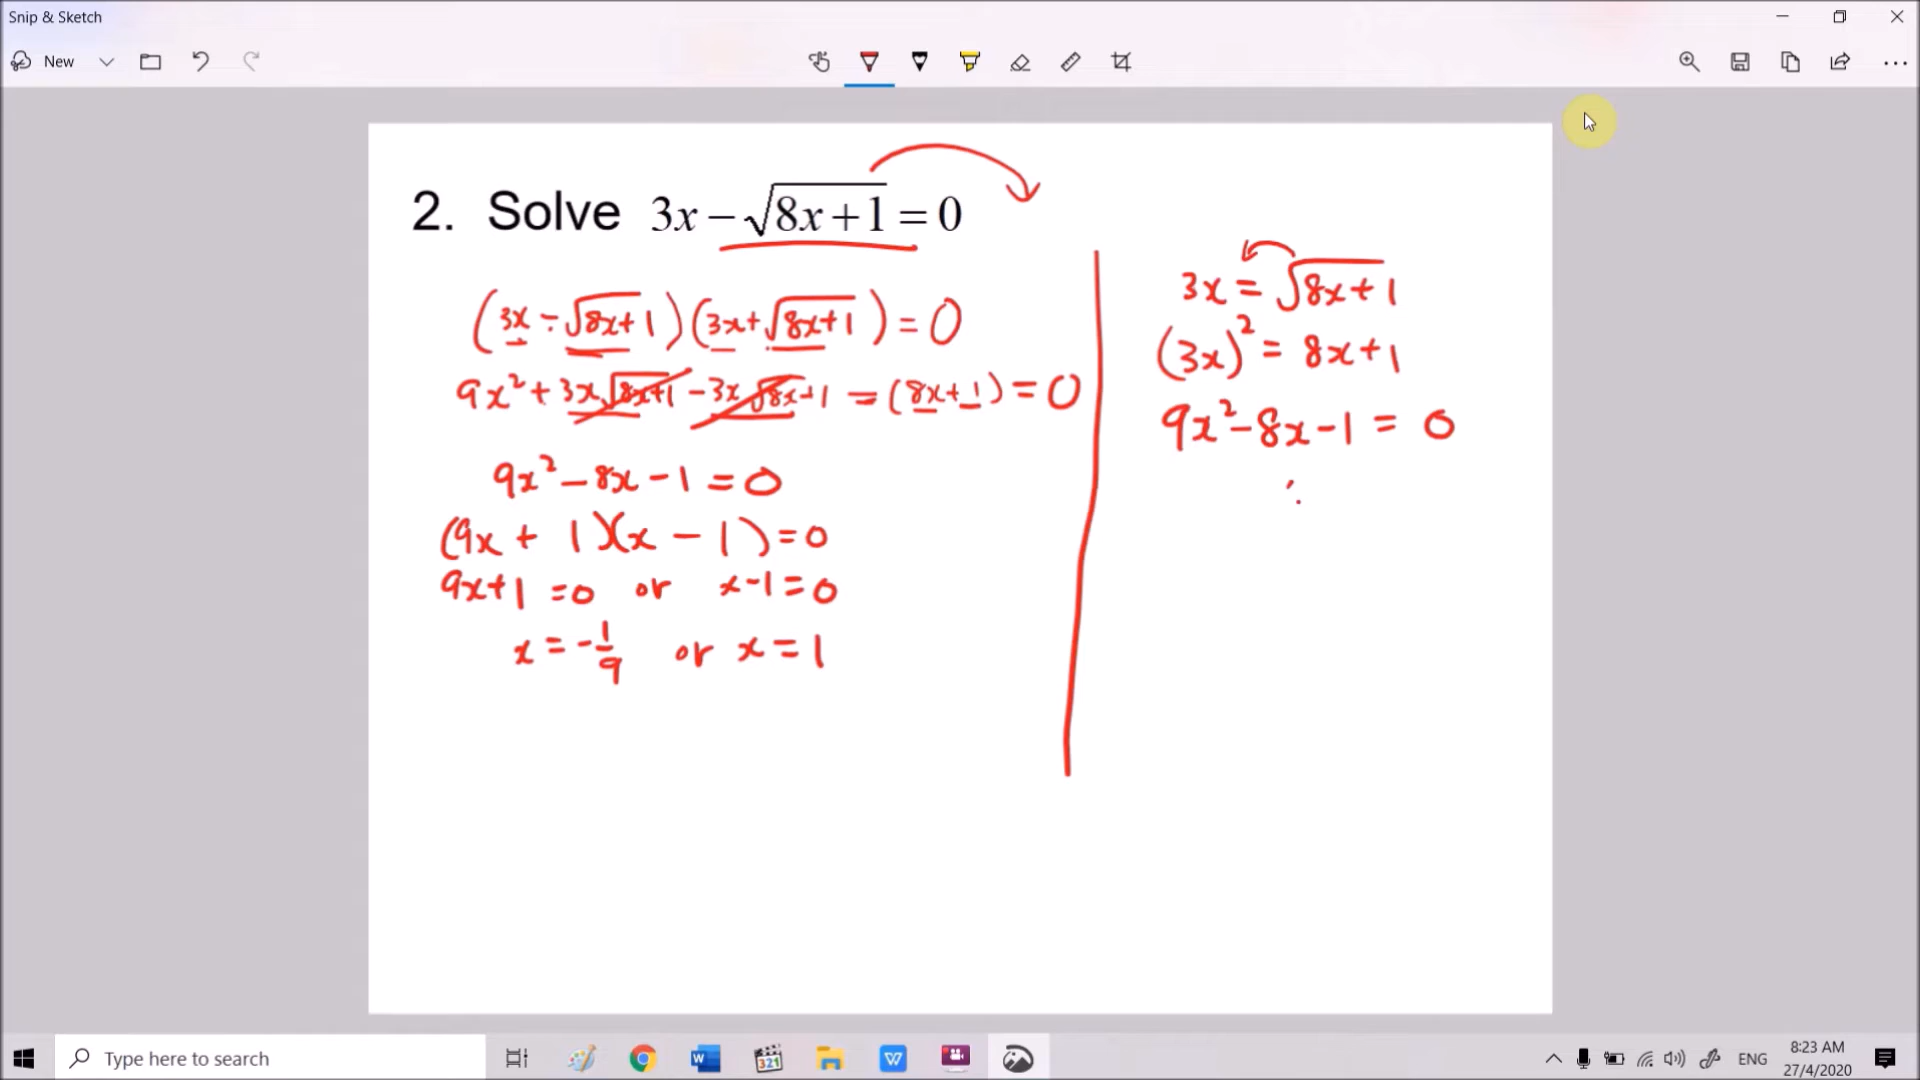 Snip & Sketch
New
2. Solve 3x − √(8x+1) = 0
(3x − √(8x+1))(3x + √(8x+1)) = 0
9x² + 3x√(8x+1) − 3x√(8x+1) − (8x+1) = 0
9x² − 8x − 1 = 0
(9x + 1)(x − 1) = 0
9x+1 = 0 or x−1 = 0
x = −1/9 or x = 1
3x = √(8x+1)
(3x)² = 8x+1
9x² − 8x − 1 = 0
Type here to search
321
W
W
ENG
8:23 AM
27/4/2020